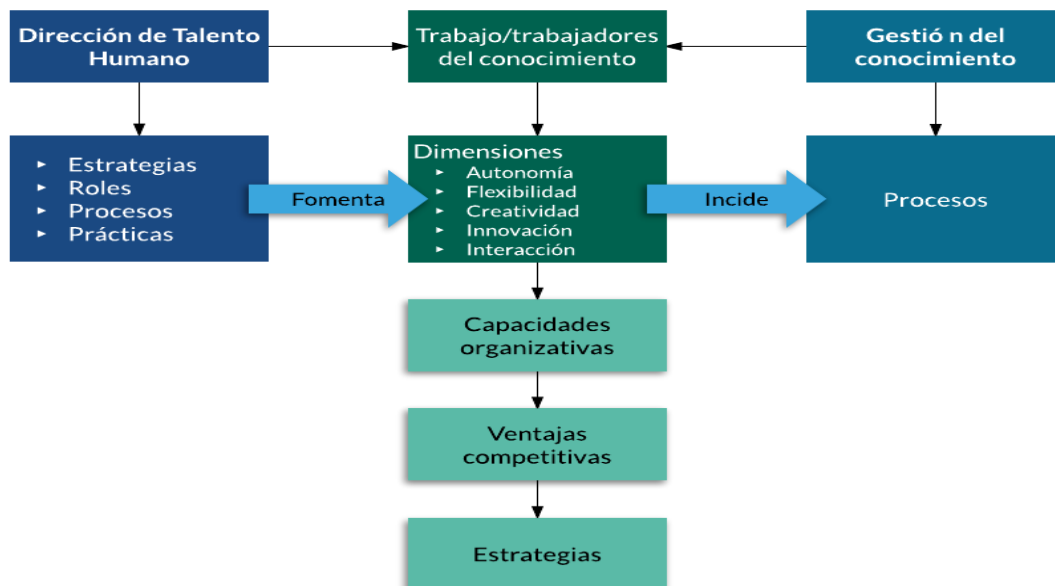 Dirección de Talento
Humano
Trabajo/trabajadores
del conocimiento
Gestió n del
conocimiento
▸ Estrategias
▸ Roles
▸ Procesos
▸ Prácticas
Fomenta
Dimensiones
▸ Autonomía
▸ Flexibilidad
▸ Creatividad
▸ Innovación
▸ Interacción
Incide
Procesos
Capacidades
organizativas
Ventajas
competitivas
Estrategias